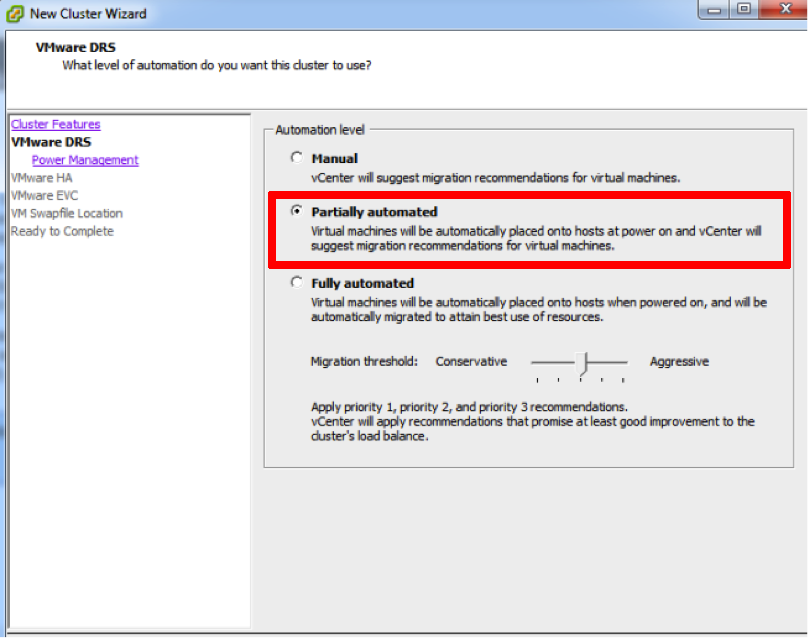 New Cluster Wizard
VMware DRS
What level of automation do you want this cluster to use?
Cluster Features
VMware DRS
Power Management
VMware HA
VMware EVC
VM Swapfile Location
Ready to Complete
Automation level
Manual
vCenter will suggest migration recommendations for virtual machines.
Partially automated
Virtual machines will be automatically placed onto hosts at power on and vCenter will
suggest migration recommendations for virtual machines.
Fully automated
Virtual machines will be automatically placed onto hosts when powered on, and will be
automatically migrated to attain best use of resources.
Migration threshold: Conservative Aggressive
Apply priority 1, priority 2, and priority 3 recommendations.
vCenter will apply recommendations that promise at least good improvement to the
cluster's load balance.